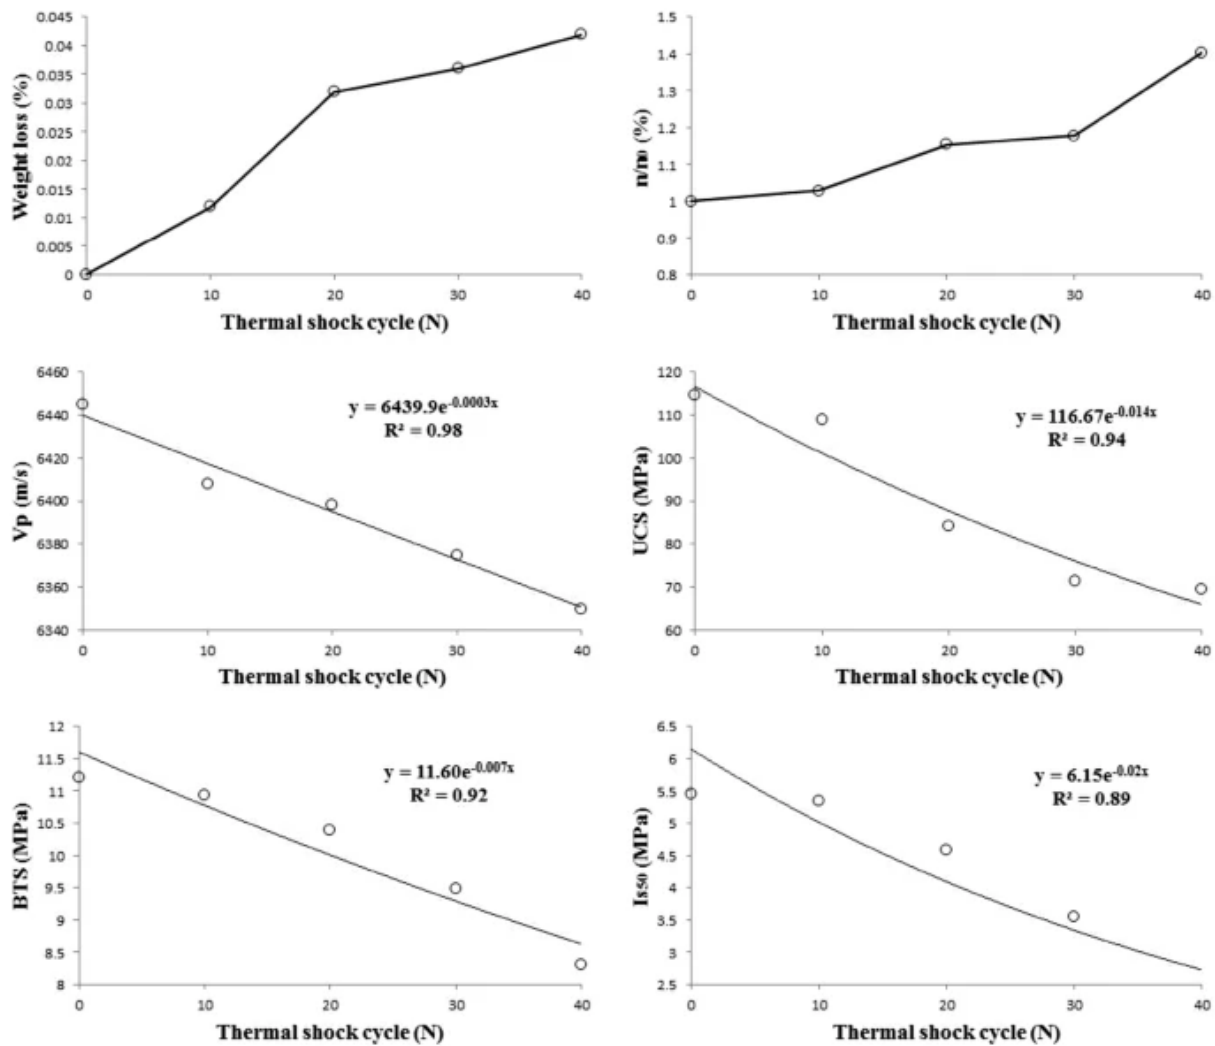 0.045
0.04
0.035
0.03
0.025
0.02
0.015
0.01
0.005
0
Weight loss (%)
0 10 20 30 40
Thermal shock cycle (N)
1.5
1.4
1.3
1.2
1.1
1
0.9
0.8
n/n₀ (%)
0 10 20 30 40
Thermal shock cycle (N)
6460
6440
6420
6400
6380
6360
6340
Vp (m/s)
y = 6439.9e^-0.0003x
R² = 0.98
0 10 20 30 40
Thermal shock cycle (N)
120
110
100
90
80
70
60
UCS (MPa)
y = 116.67e^-0.014x
R² = 0.94
0 10 20 30 40
Thermal shock cycle (N)
12
11.5
11
10.5
10
9.5
9
8.5
8
BTS (MPa)
y = 11.60e^-0.007x
R² = 0.92
0 10 20 30 40
Thermal shock cycle (N)
6.5
6
5.5
5
4.5
4
3.5
3
2.5
Is₅₀ (MPa)
y = 6.15e^-0.02x
R² = 0.89
0 10 20 30 40
Thermal shock cycle (N)